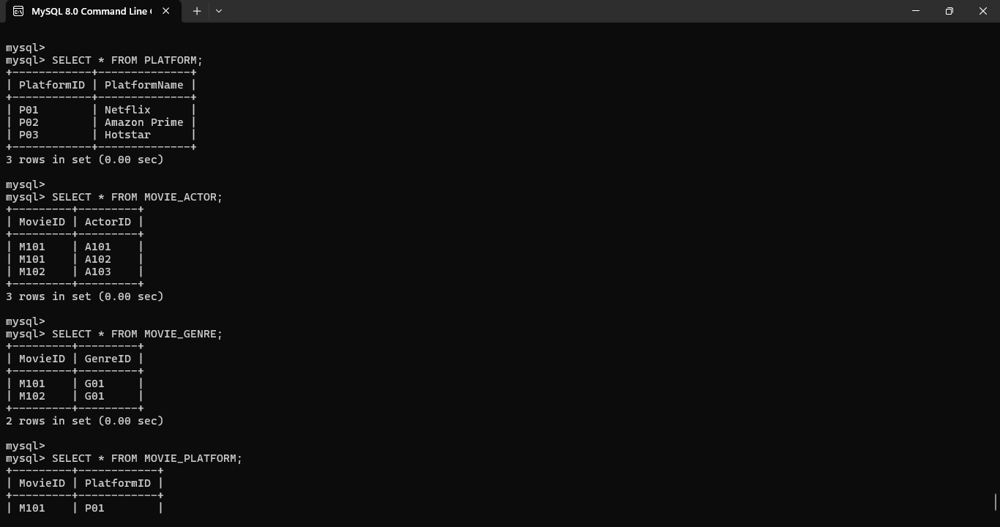 MySQL 8.0 Command Line
mysql>
mysql> SELECT * FROM PLATFORM;
+------------+--------------+
| PlatformID | PlatformName |
+------------+--------------+
| P01        | Netflix      |
| P02        | Amazon Prime |
| P03        | Hotstar      |
+------------+--------------+
3 rows in set (0.00 sec)
mysql>
mysql> SELECT * FROM MOVIE_ACTOR;
+---------+---------+
| MovieID | ActorID |
+---------+---------+
| M101    | A101    |
| M101    | A102    |
| M102    | A103    |
+---------+---------+
3 rows in set (0.00 sec)
mysql>
mysql> SELECT * FROM MOVIE_GENRE;
+---------+---------+
| MovieID | GenreID |
+---------+---------+
| M101    | G01     |
| M102    | G01     |
+---------+---------+
2 rows in set (0.00 sec)
mysql>
mysql> SELECT * FROM MOVIE_PLATFORM;
+---------+------------+
| MovieID | PlatformID |
+---------+------------+
| M101    | P01        |